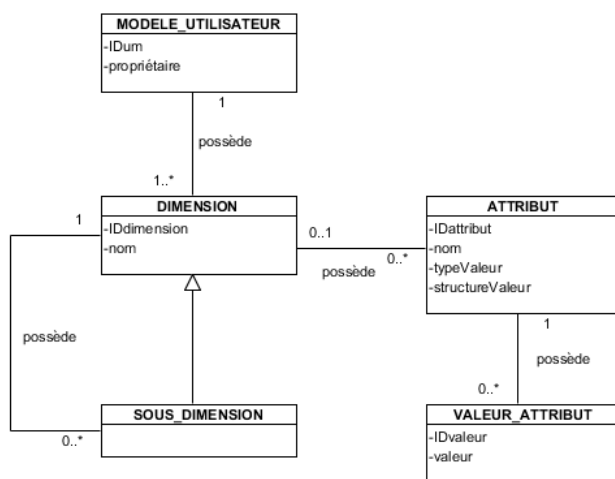 MODELE_UTILISATEUR
-IDum
-propriétaire
1
possède
1..*
DIMENSION
-IDdimension
-nom
1
0..1
possède
0..*
ATTRIBUT
-IDattribut
-nom
-typeValeur
-structureValeur
possède
1
possède
0..*
SOUS_DIMENSION
0..*
VALEUR_ATTRIBUT
-IDvaleur
-valeur